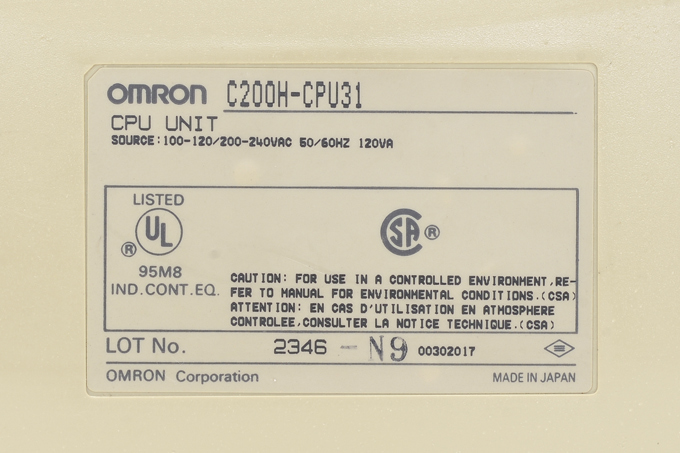 OMRON C200H-CPU31
CPU UNIT
SOURCE:100-120/200-240VAC 50/60HZ 120VA
LISTED
UL
®
95M8
IND.CONT.EQ.
CSA ®
CAUTION: FOR USE IN A CONTROLLED ENVIRONMENT,RE-
FER TO MANUAL FOR ENVIRONMENTAL CONDITIONS.(CSA)
ATTENTION: EN CAS D'UTILISATION EN ATMOSPHERE
CONTROLEE,CONSULTER LA NOTICE TECHNIQUE.(CSA)
LOT No. 2346 - N9 00302017
OMRON Corporation MADE IN JAPAN